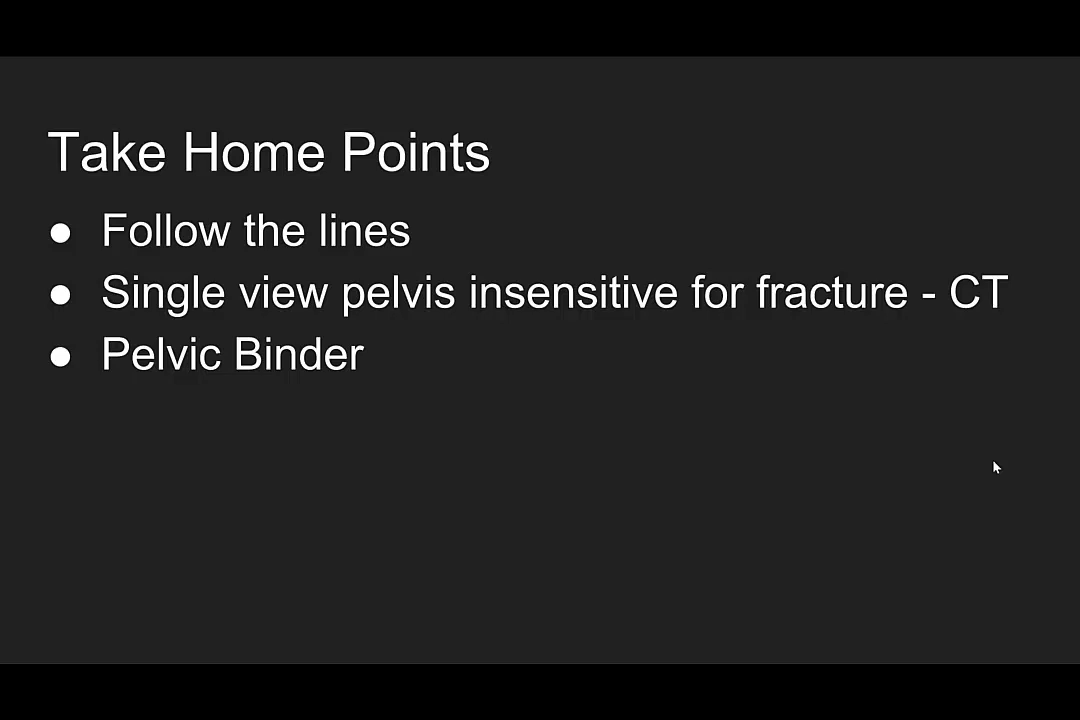 Take Home Points
● Follow the lines
● Single view pelvis insensitive for fracture - CT
● Pelvic Binder